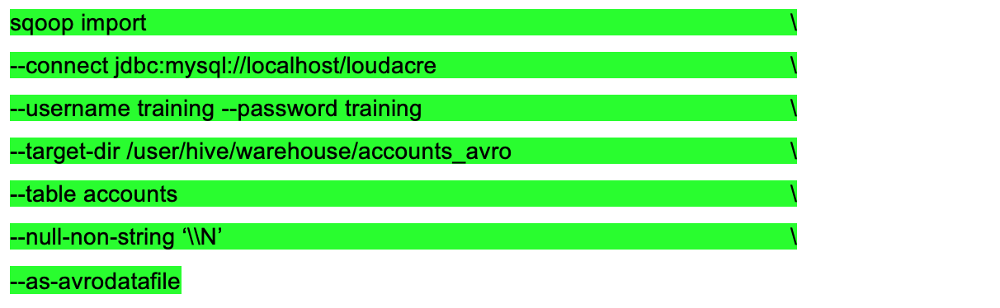 sqoop import \
--connect jdbc:mysql://localhost/loudacre \
--username training --password training \
--target-dir /user/hive/warehouse/accounts_avro \
--table accounts \
--null-non-string ‘\\N’ \
--as-avrodatafile